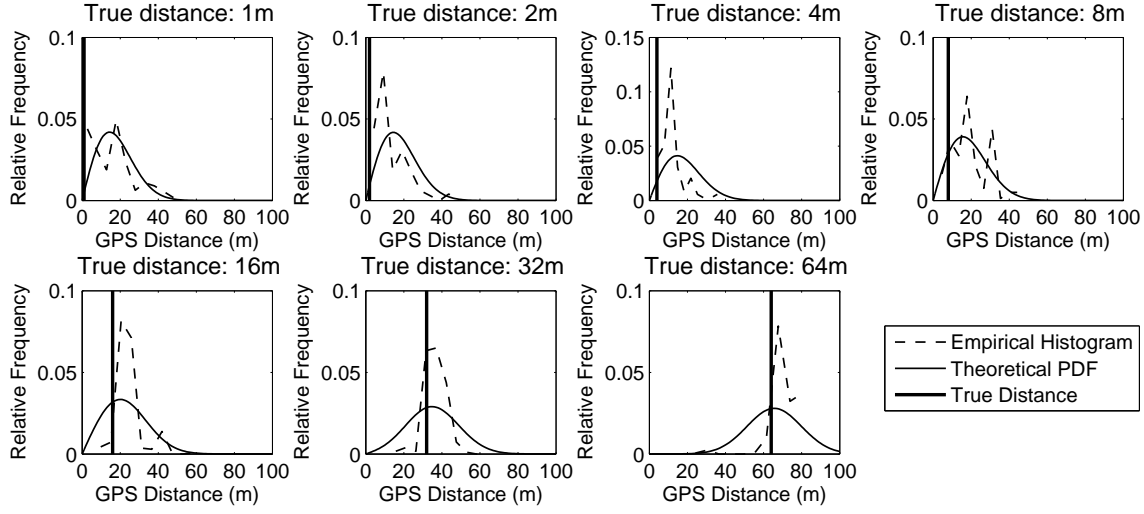 True distance: 1m
Relative Frequency
0.1
0.05
0
0 20 40 60 80 100
GPS Distance (m)
True distance: 2m
Relative Frequency
0.1
0.05
0
0 20 40 60 80 100
GPS Distance (m)
True distance: 4m
Relative Frequency
0.15
0.1
0.05
0
0 20 40 60 80 100
GPS Distance (m)
True distance: 8m
Relative Frequency
0.1
0.05
0
0 20 40 60 80 100
GPS Distance (m)
True distance: 16m
Relative Frequency
0.1
0.05
0
0 20 40 60 80 100
GPS Distance (m)
True distance: 32m
Relative Frequency
0.1
0.05
0
0 20 40 60 80 100
GPS Distance (m)
True distance: 64m
Relative Frequency
0.1
0.05
0
0 20 40 60 80 100
GPS Distance (m)
Empirical Histogram
Theoretical PDF
True Distance